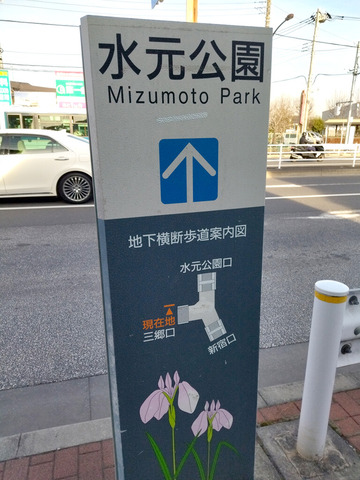 水元公園
Mizumoto Park
地下横断歩道案内図
水元公園口
現在地
三郷口
新宿口